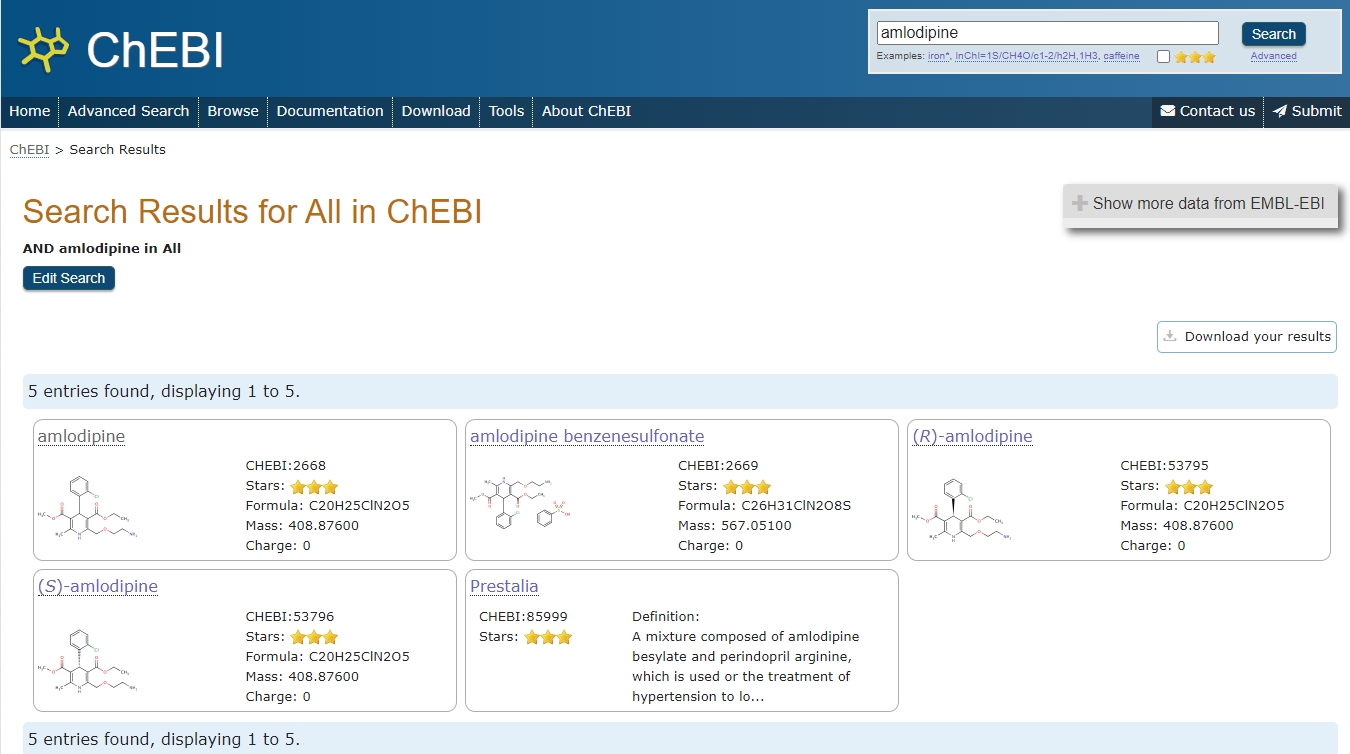 ChEBI
amlodipine
Search
Examples: iron*, InChI=1S/CH4O/c1-2/h2H,1H3, caffeine
Advanced
Home
Advanced Search
Browse
Documentation
Download
Tools
About ChEBI
Contact us
Submit
ChEBI > Search Results
Search Results for All in ChEBI
Show more data from EMBL-EBI
AND amlodipine in All
Edit Search
Download your results
5 entries found, displaying 1 to 5.
amlodipine
CHEBI:2668
Stars:
Formula: C20H25ClN2O5
Mass: 408.87600
Charge: 0
amlodipine benzenesulfonate
CHEBI:2669
Stars:
Formula: C26H31ClN2O8S
Mass: 567.05100
Charge: 0
(R)-amlodipine
CHEBI:53795
Stars:
Formula: C20H25ClN2O5
Mass: 408.87600
Charge: 0
(S)-amlodipine
CHEBI:53796
Stars:
Formula: C20H25ClN2O5
Mass: 408.87600
Charge: 0
Prestalia
CHEBI:85999
Stars:
Definition:
A mixture composed of amlodipine
besylate and perindopril arginine,
which is used or the treatment of
hypertension to lo...
5 entries found, displaying 1 to 5.